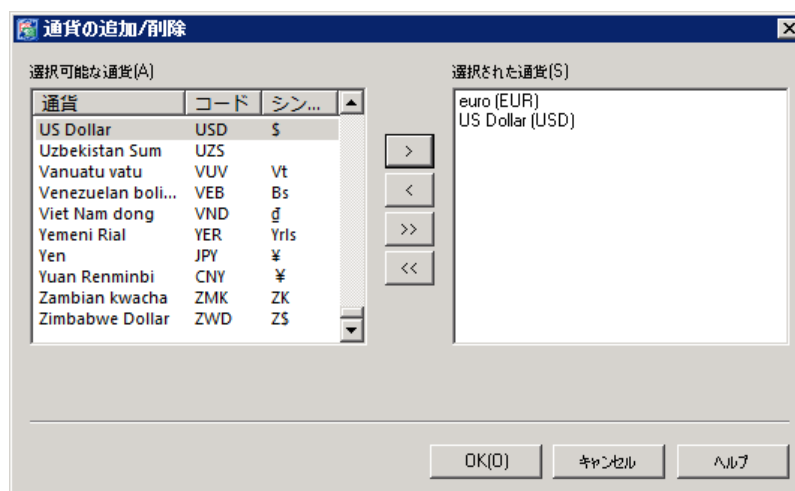 通貨の追加/削除
選択可能な通貨(A)
通貨 コード シン...
US Dollar USD $
Uzbekistan Sum UZS
Vanuatu vatu VUV Vt
Venezuelan boli... VEB Bs
Viet Nam dong VND ₫
Yemeni Rial YER Yrls
Yen JPY ¥
Yuan Renminbi CNY ¥
Zambian kwacha ZMK ZK
Zimbabwe Dollar ZWD Z$
>
<
>>
<<
選択された通貨(S)
euro (EUR)
US Dollar (USD)
OK(O) キャンセル ヘルプ